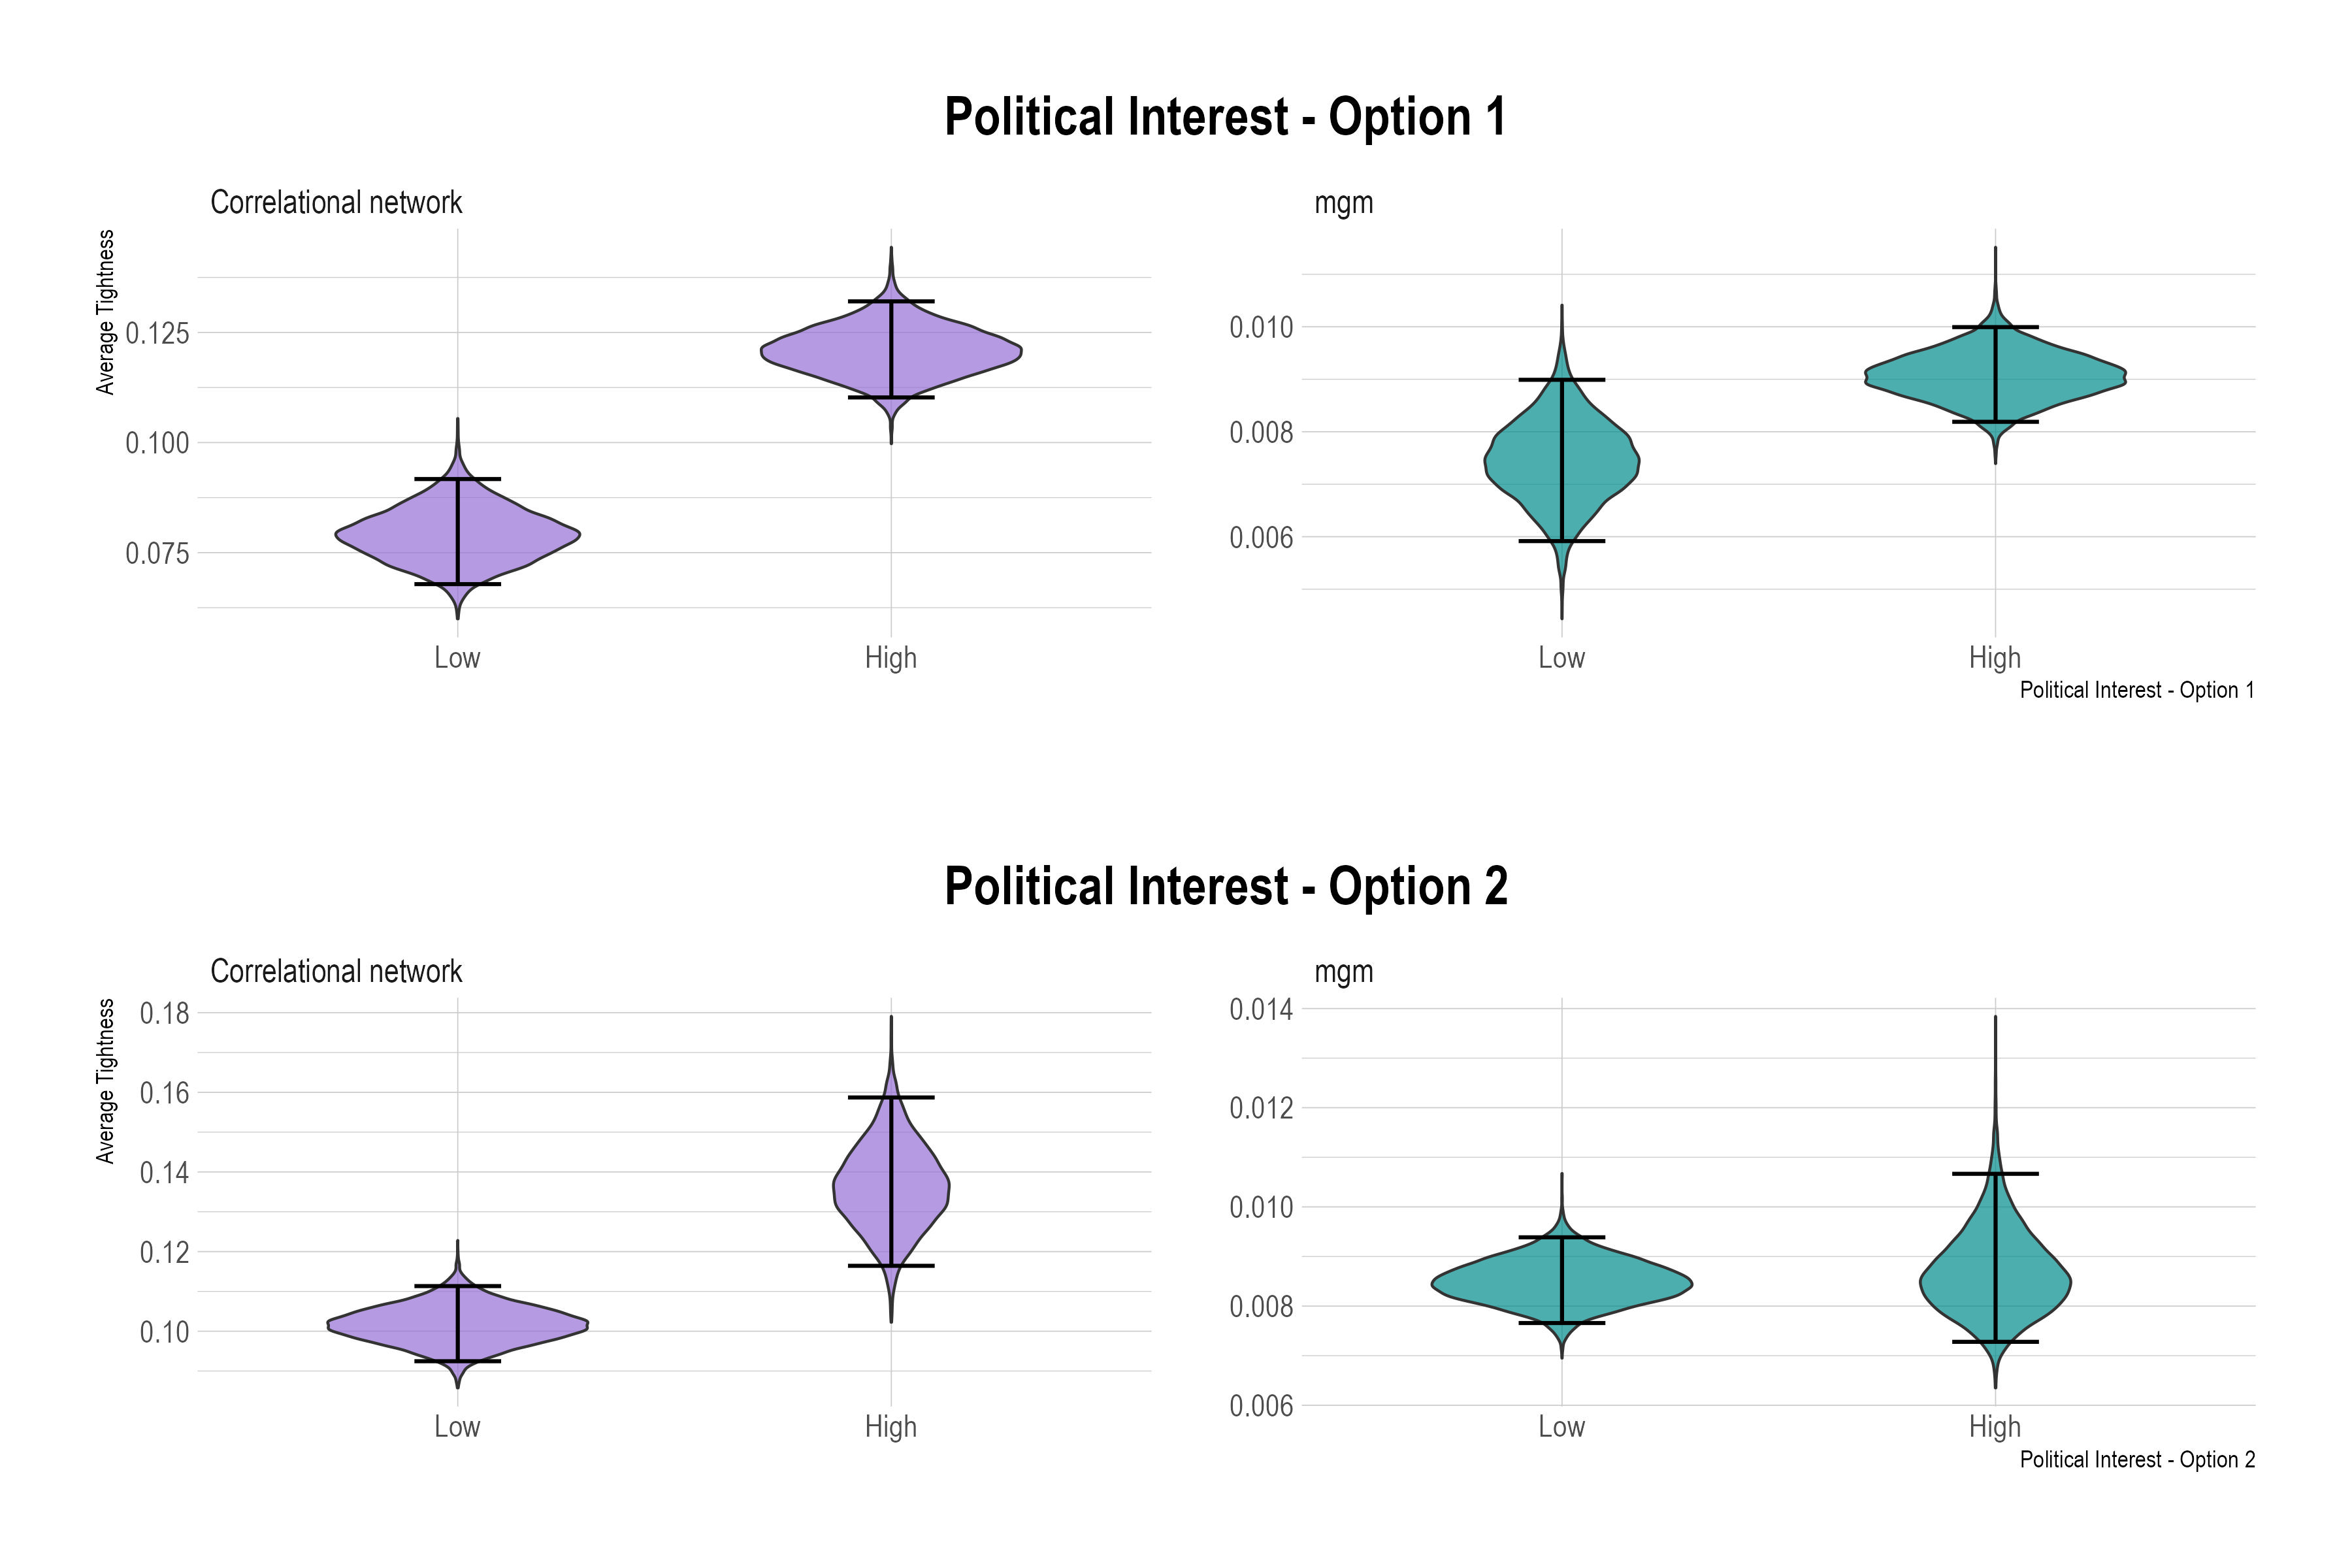 Political Interest - Option 1
Correlational network
mgm
Average Tightness
0.125
0.100
0.075
0.010
0.008
0.006
Low
High
Low
High
Political Interest - Option 1
Political Interest - Option 2
Correlational network
mgm
Average Tightness
0.18
0.16
0.14
0.12
0.10
0.014
0.012
0.010
0.008
0.006
Low
High
Low
High
Political Interest - Option 2